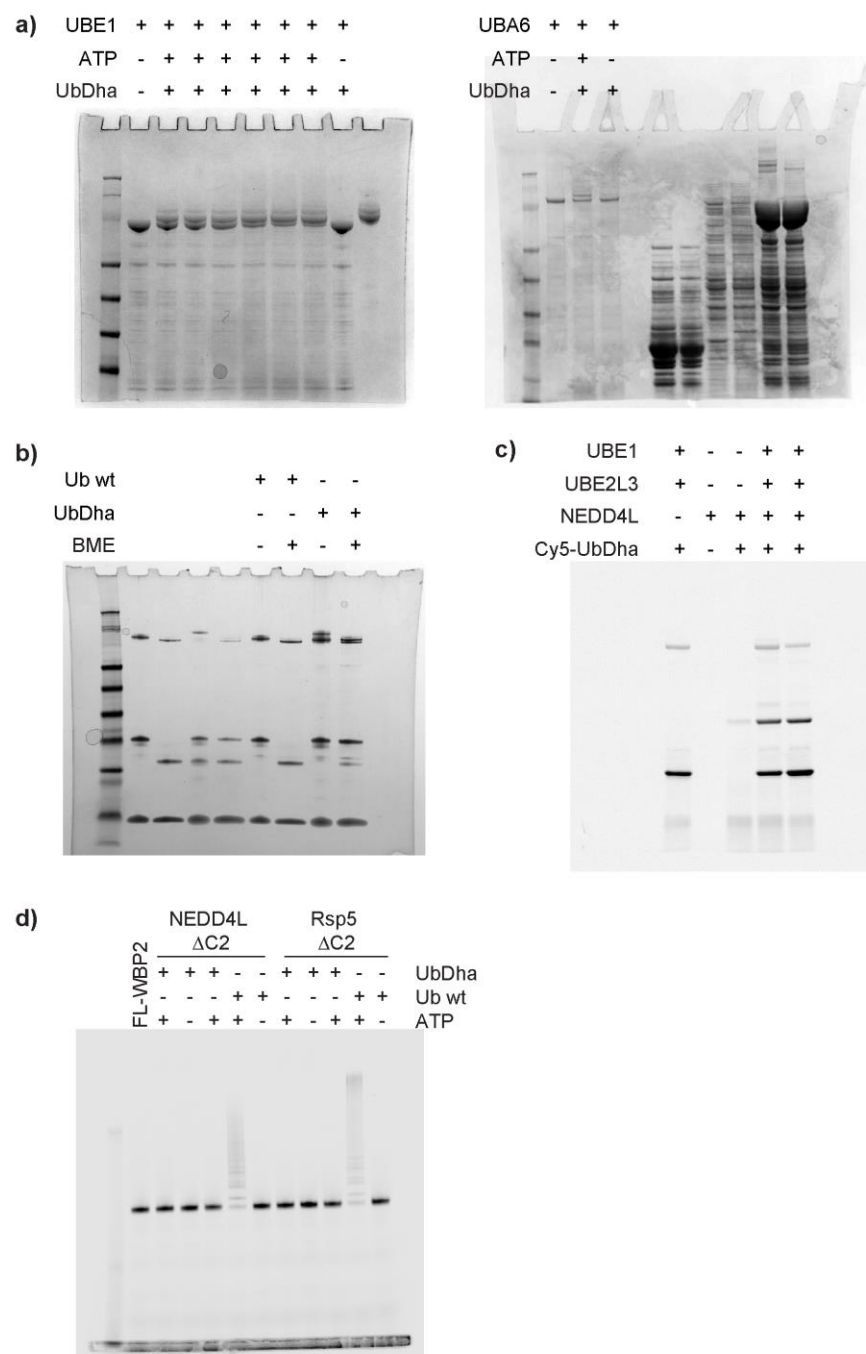 a)
UBE1 + + + + + + + +
ATP - + + + + + + -
UbDha - + + + + + + +
UBA6 + + +
ATP - + -
UbDha - + +
b)
Ub wt + + - -
UbDha - - + +
BME - + - +
c)
UBE1 + - - + +
UBE2L3 + - - + +
NEDD4L - + + + +
Cy5-UbDha + - + + +
d)
FL-WBP2
NEDD4L ΔC2
Rsp5 ΔC2
+ + + - - + + + - - UbDha
- - - + + - - - + + Ub wt
+ - + + - + - + + - ATP